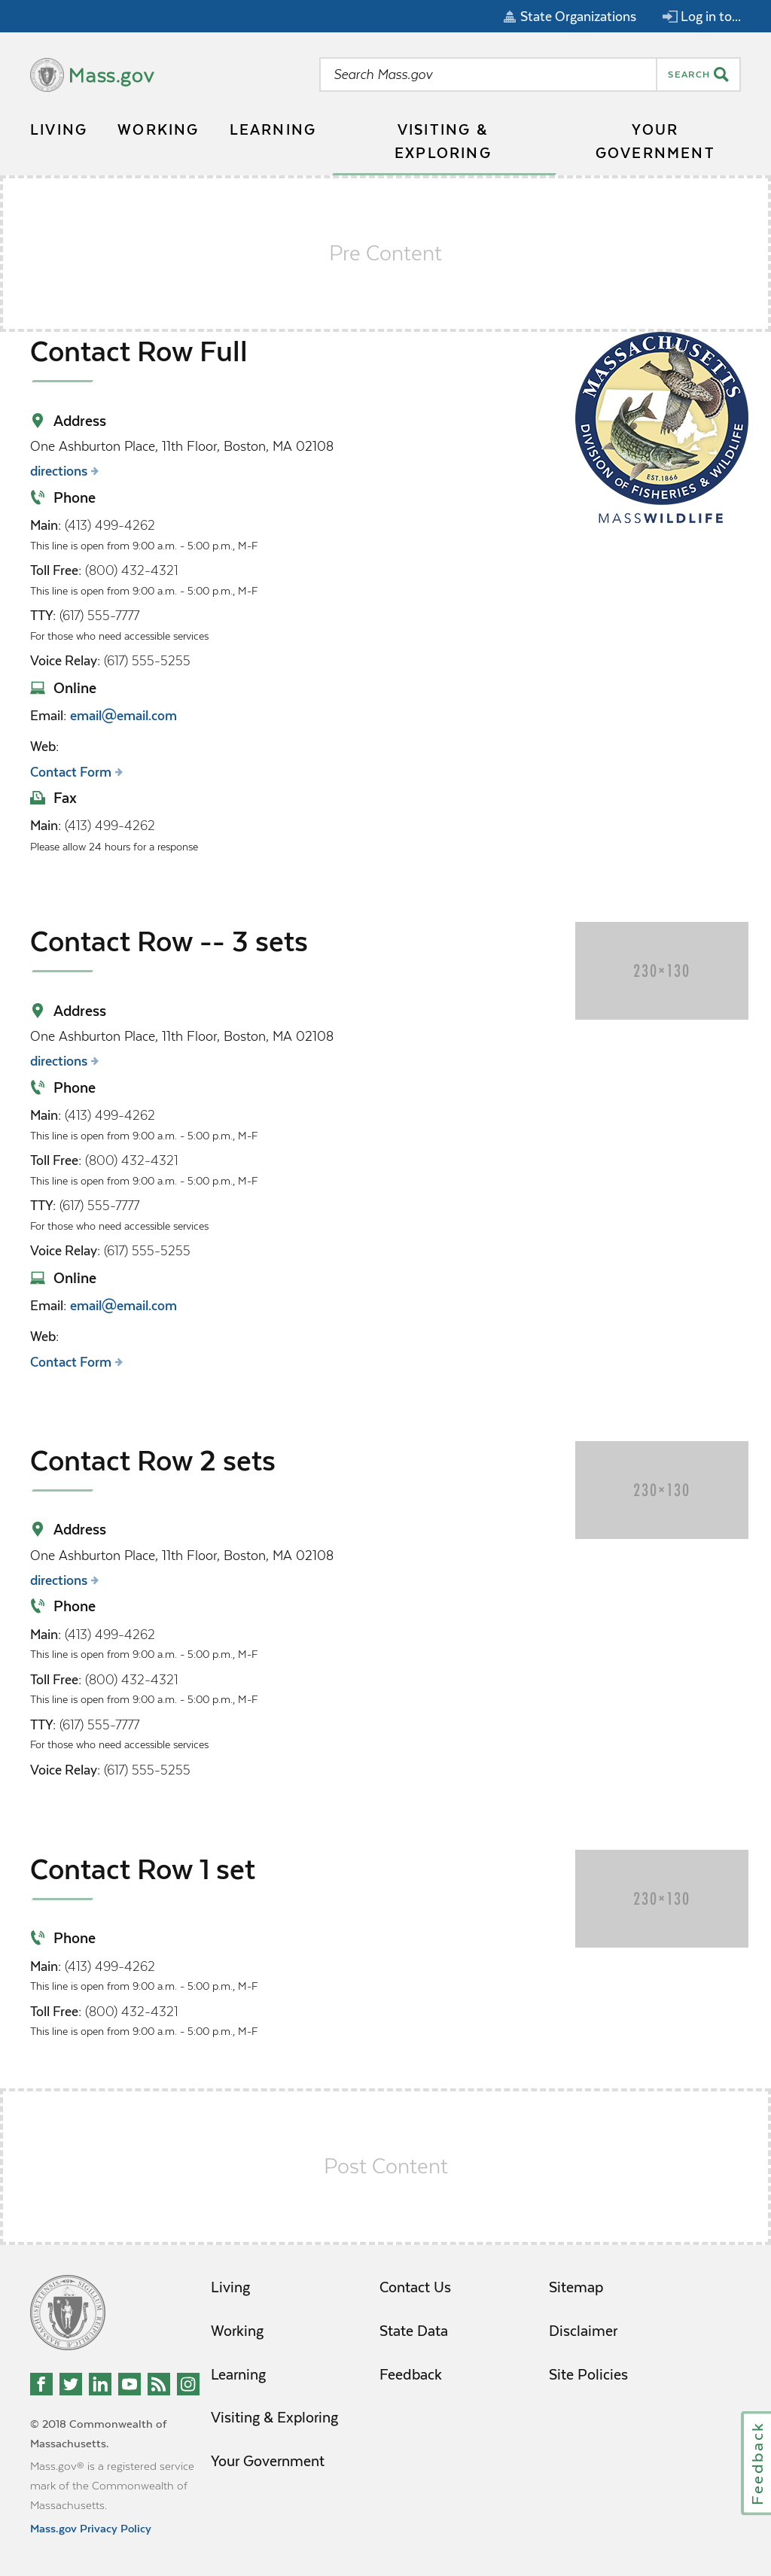 State Organizations
Log in to...
Mass.gov
Search Mass.gov
SEARCH
LIVING
WORKING
LEARNING
VISITING &
EXPLORING
YOUR
GOVERNMENT
Pre Content
Contact Row Full
MASSACHUSETTS
DIVISION OF FISHERIES & WILDLIFE
EST.1866
MASSWILDLIFE
Address
One Ashburton Place, 11th Floor, Boston, MA 02108
directions
Phone
Main: (413) 499-4262
This line is open from 9:00 a.m. - 5:00 p.m., M-F
Toll Free: (800) 432-4321
This line is open from 9:00 a.m. - 5:00 p.m., M-F
TTY: (617) 555-7777
For those who need accessible services
Voice Relay: (617) 555-5255
Online
Email: email@email.com
Web:
Contact Form
Fax
Main: (413) 499-4262
Please allow 24 hours for a response
Contact Row -- 3 sets
230×130
Address
One Ashburton Place, 11th Floor, Boston, MA 02108
directions
Phone
Main: (413) 499-4262
This line is open from 9:00 a.m. - 5:00 p.m., M-F
Toll Free: (800) 432-4321
This line is open from 9:00 a.m. - 5:00 p.m., M-F
TTY: (617) 555-7777
For those who need accessible services
Voice Relay: (617) 555-5255
Online
Email: email@email.com
Web:
Contact Form
Contact Row 2 sets
230×130
Address
One Ashburton Place, 11th Floor, Boston, MA 02108
directions
Phone
Main: (413) 499-4262
This line is open from 9:00 a.m. - 5:00 p.m., M-F
Toll Free: (800) 432-4321
This line is open from 9:00 a.m. - 5:00 p.m., M-F
TTY: (617) 555-7777
For those who need accessible services
Voice Relay: (617) 555-5255
Contact Row 1 set
230×130
Phone
Main: (413) 499-4262
This line is open from 9:00 a.m. - 5:00 p.m., M-F
Toll Free: (800) 432-4321
This line is open from 9:00 a.m. - 5:00 p.m., M-F
Post Content
Living
Working
Learning
Visiting & Exploring
Your Government
Contact Us
State Data
Feedback
Sitemap
Disclaimer
Site Policies
© 2018 Commonwealth of
Massachusetts.
Mass.gov® is a registered service
mark of the Commonwealth of
Massachusetts.
Mass.gov Privacy Policy
Feedback